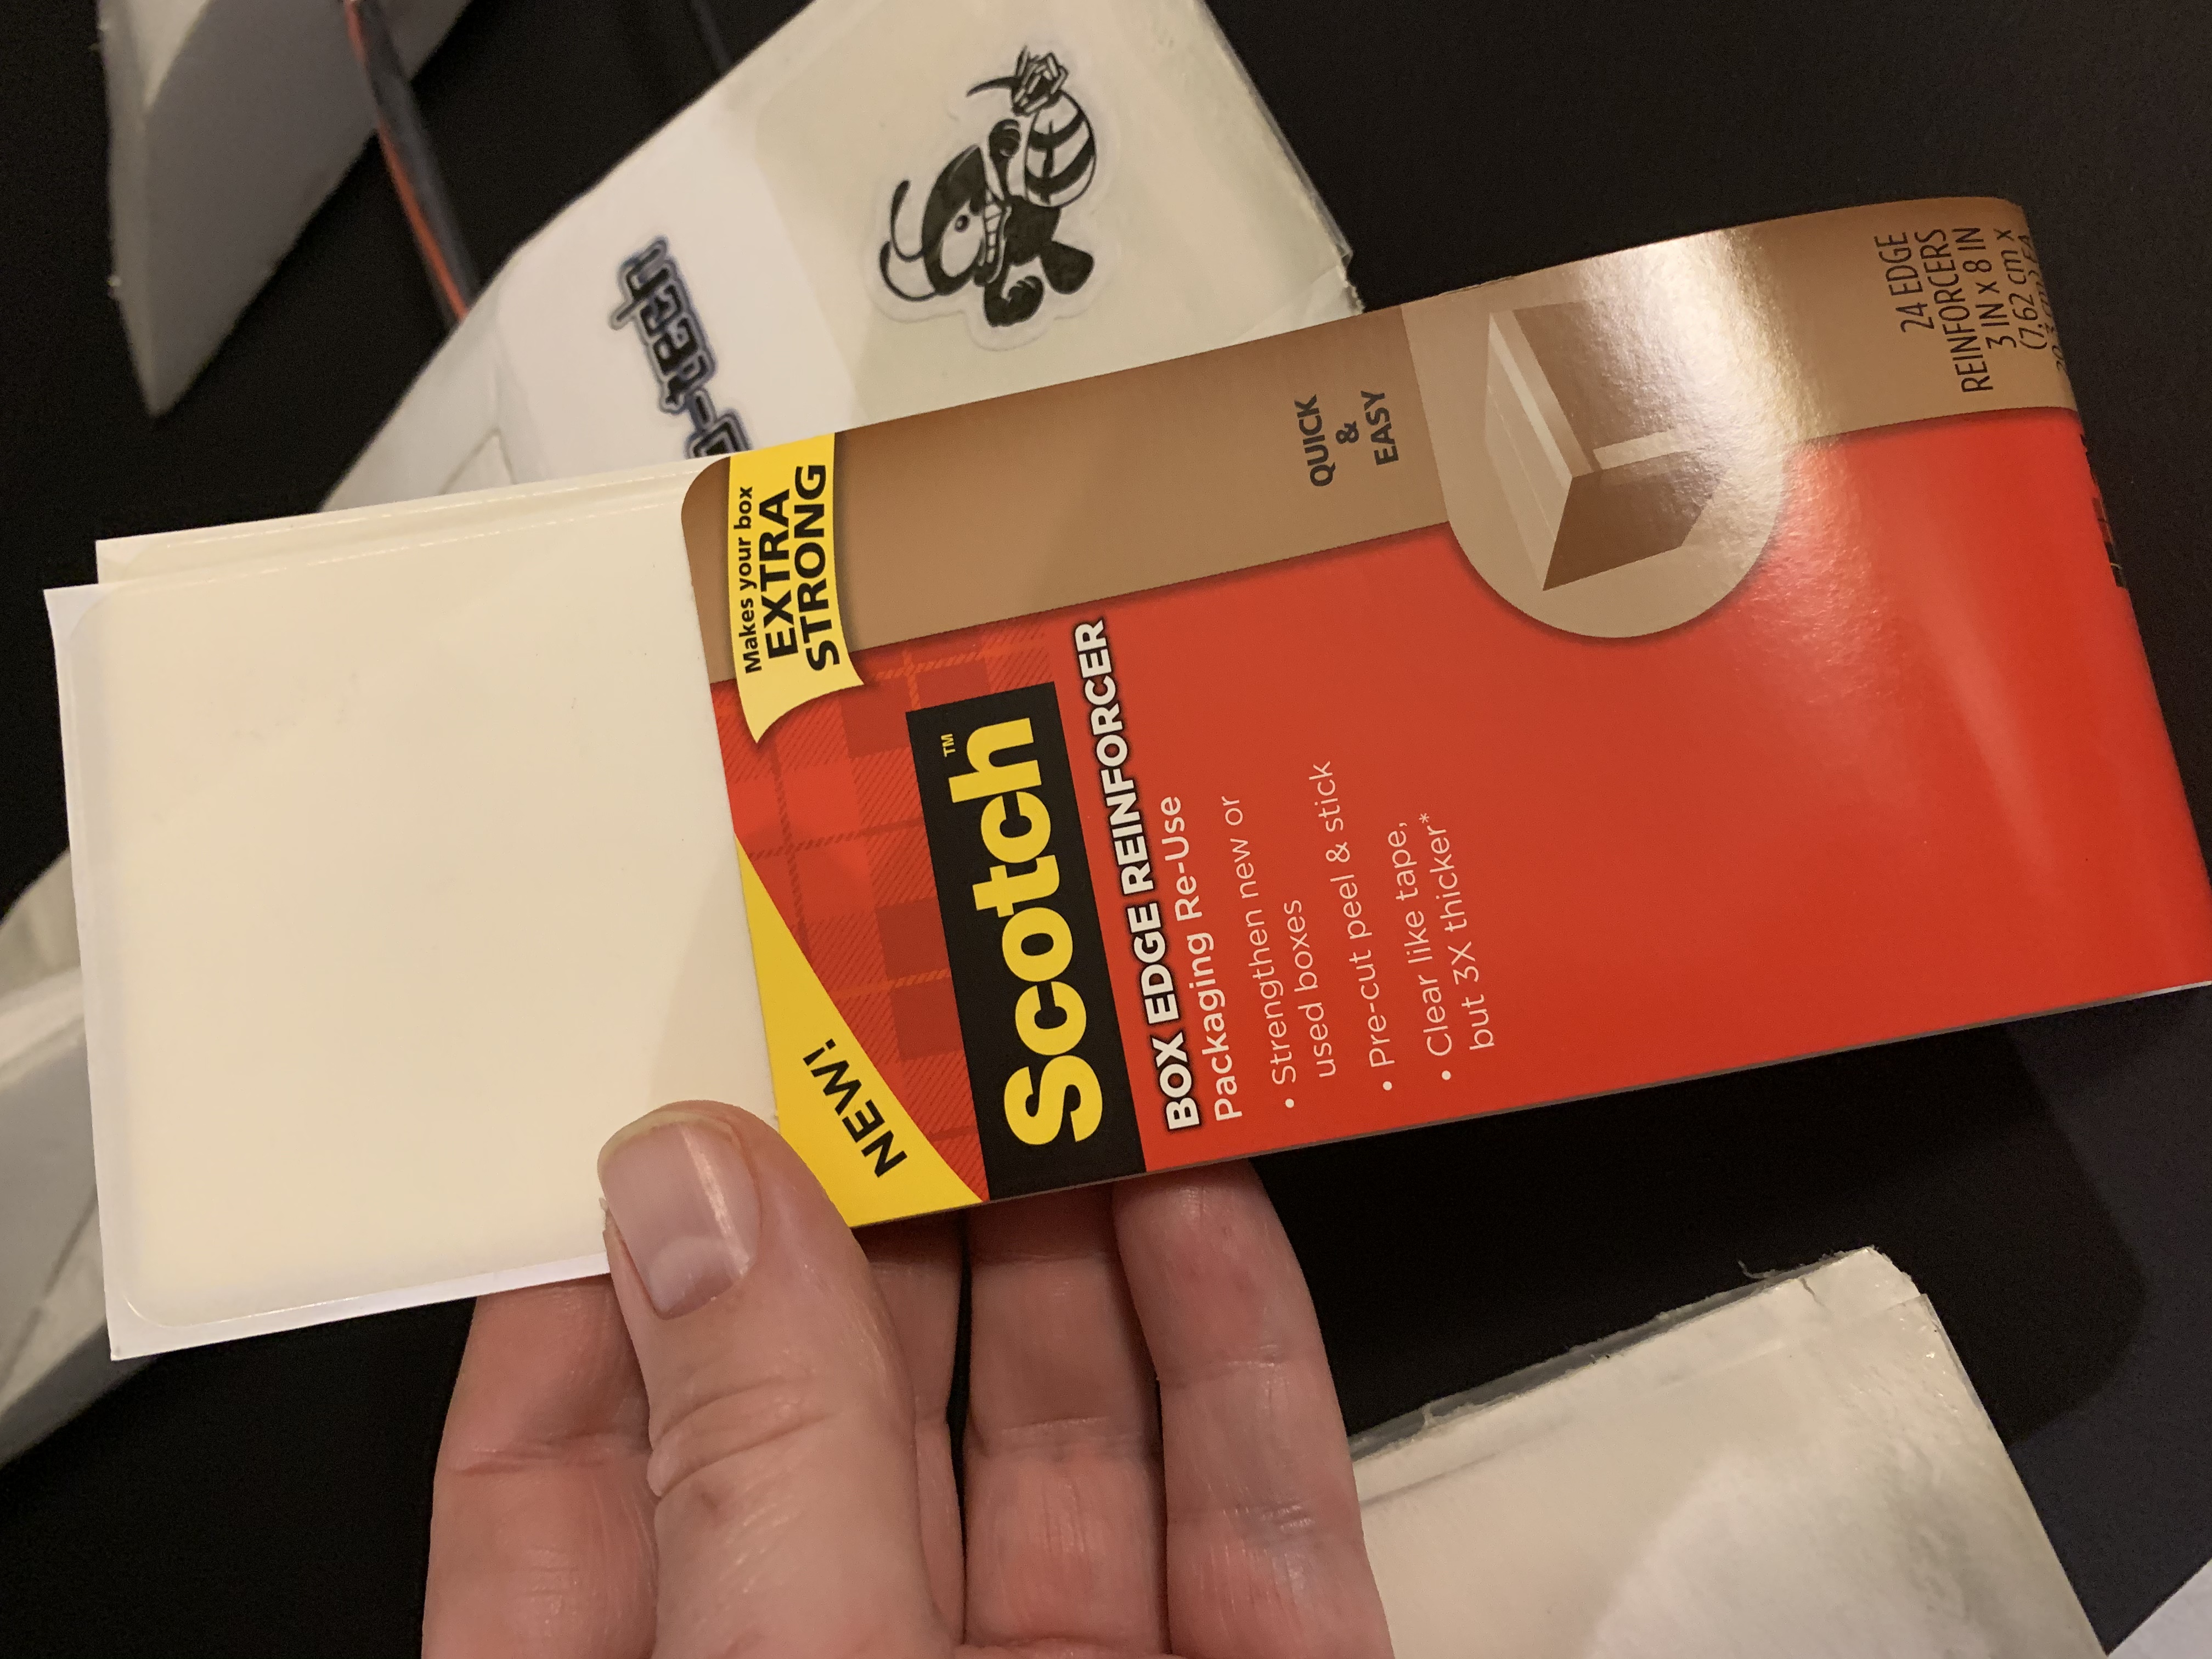 NEW!
Makes your box
EXTRA
STRONG
Scotch™
BOX EDGE REINFORCER
Packaging Re-Use
• Strengthen new or
used boxes
• Pre-cut peel & stick
• Clear like tape,
but 3X thicker*
QUICK
&
EASY
24 EDGE
REINFORCERS
3 IN X 8 IN
(7,62 cm x